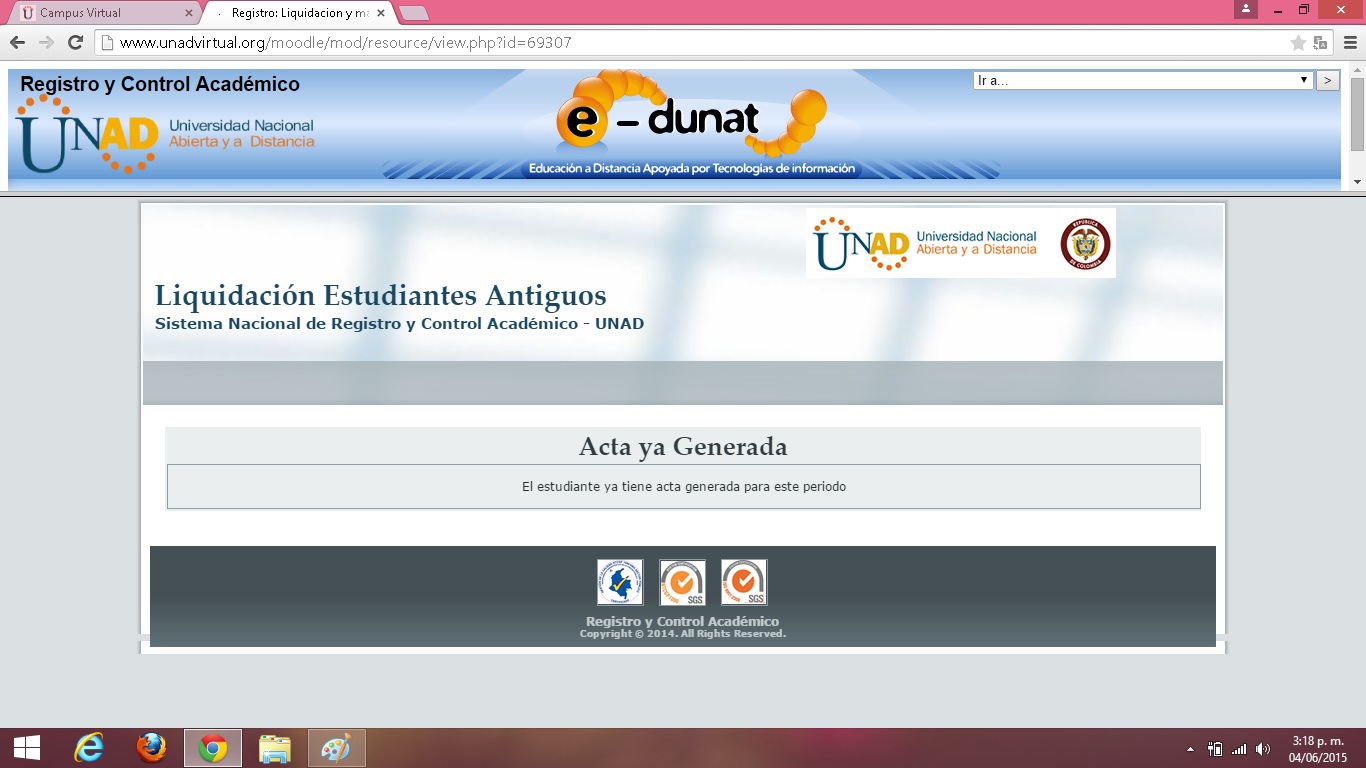 Campus Virtual
Registro: Liquidacion y ma
www.unadvirtual.org/moodle/mod/resource/view.php?id=69307
Registro y Control Académico
Ir a...
>
UNAD Universidad Nacional
Abierta y a Distancia
e - dunat
Educación a Distancia Apoyada por Tecnologías de información
UNAD Universidad Nacional
Abierta y a Distancia
REPÚBLICA
DE COLOMBIA
Liquidación Estudiantes Antiguos
Sistema Nacional de Registro y Control Académico - UNAD
Acta ya Generada
El estudiante ya tiene acta generada para este periodo
SGS
SGS
Registro y Control Académico
Copyright © 2014. All Rights Reserved.
3:18 p. m.
04/06/2015